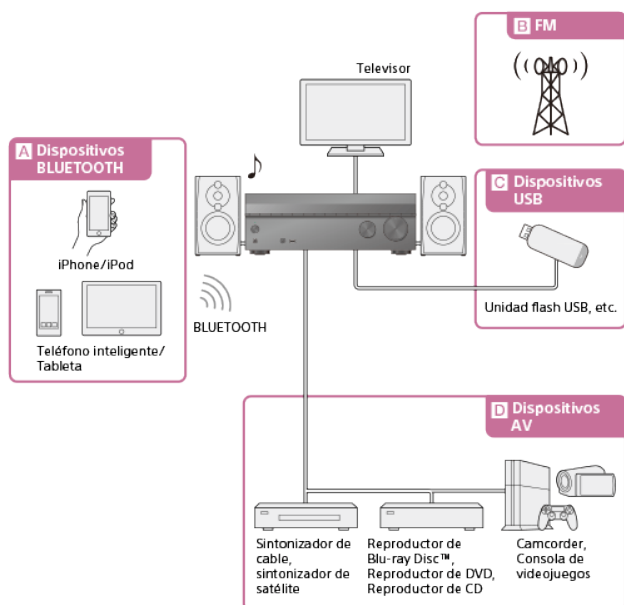 B FM
Televisor
A Dispositivos
BLUETOOTH
C Dispositivos
USB
iPhone/iPod
Unidad flash USB, etc.
BLUETOOTH
Teléfono inteligente/
Tableta
D Dispositivos
AV
Sintonizador de
cable,
sintonizador de
satélite
Reproductor de
Blu-ray Disc™,
Reproductor de DVD,
Reproductor de CD
Camcorder,
Consola de
videojuegos